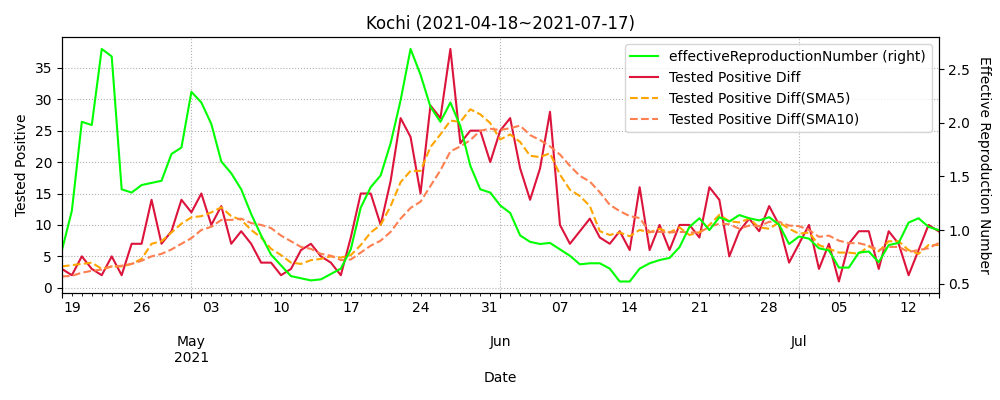 Kochi (2021-04-18~2021-07-17)
effectiveReproductionNumber (right)
Tested Positive Diff
Tested Positive Diff(SMA5)
Tested Positive Diff(SMA10)
Tested Positive
35
30
25
20
15
10
5
0
Effective Reproduction Number
2.5
2.0
1.5
1.0
0.5
19 26 03 10 17 24 31 07 14 21 28 05 12
May Jun Jul
2021
Date